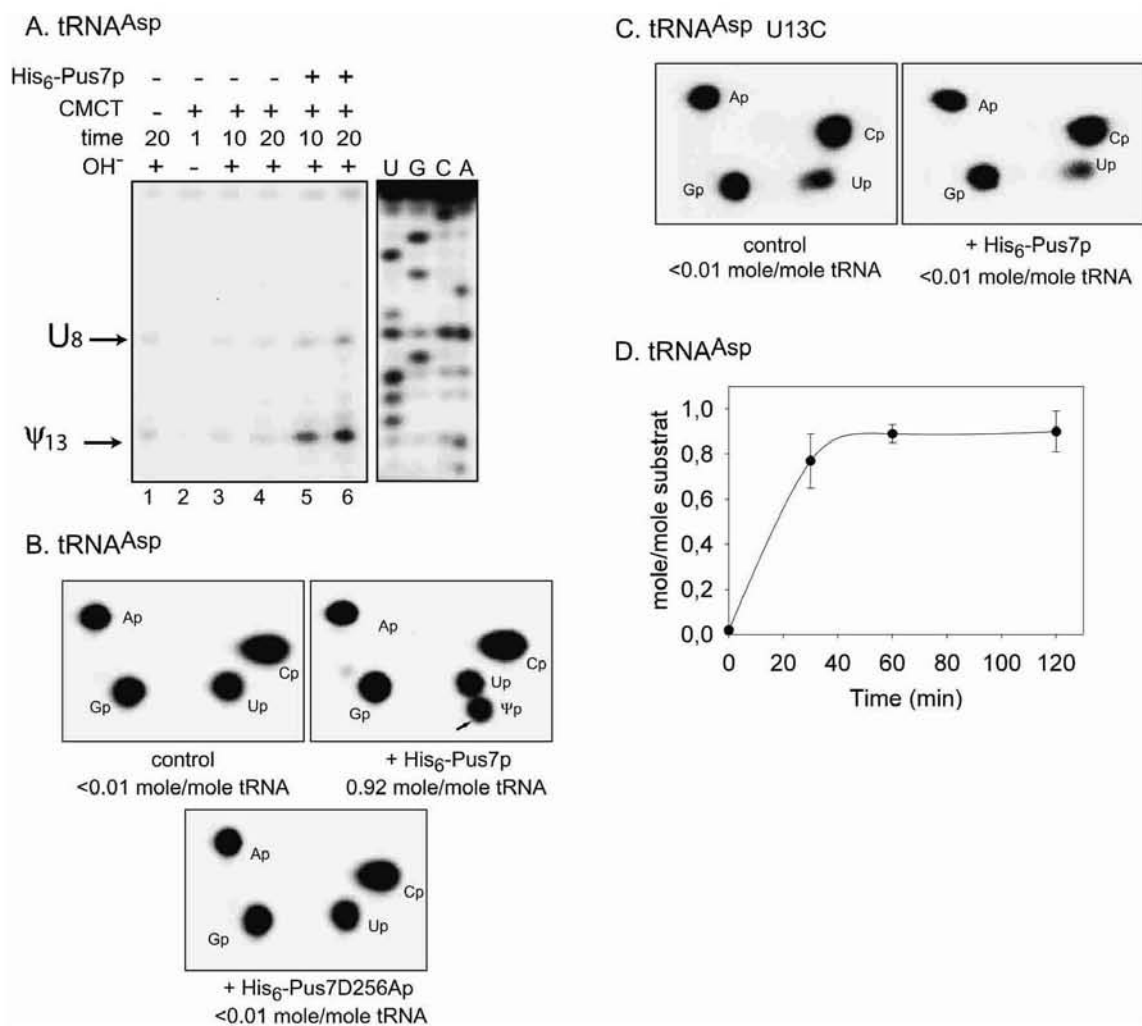 A. tRNAAsp
His6-Pus7p - - - - + +
CMCT - + + + + +
time 20 1 10 20 10 20
OH- + - + + + +
U G C A
U8
Ψ13
1 2 3 4 5 6
B. tRNAAsp
Ap
Cp
Gp
Up
control
<0.01 mole/mole tRNA
Ap
Cp
Up
Gp
Ψp
+ His6-Pus7p
0.92 mole/mole tRNA
Ap
Cp
Gp
Up
+ His6-Pus7D256Ap
<0.01 mole/mole tRNA
C. tRNAAsp U13C
Ap
Cp
Gp
Up
control
<0.01 mole/mole tRNA
Ap
Cp
Up
Gp
+ His6-Pus7p
<0.01 mole/mole tRNA
D. tRNAAsp
mole/mole substrat
1,0
0,8
0,6
0,4
0,2
0,0
0 20 40 60 80 100 120
Time (min)